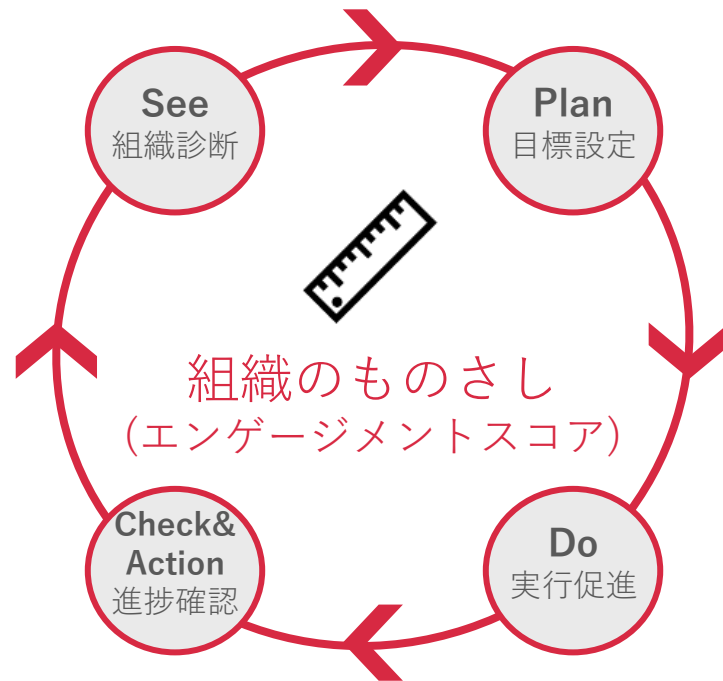 See
組織診断
Plan
目標設定
組織のものさし
(エンゲージメントスコア)
Check&
Action
進捗確認
Do
実行促進